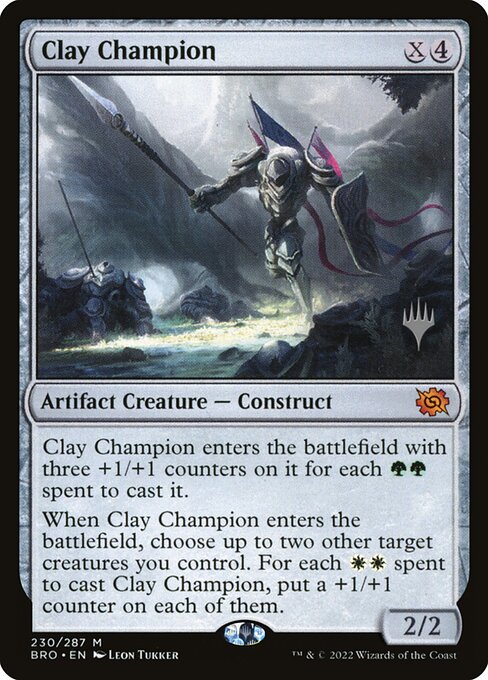 Clay Champion X4
Artifact Creature — Construct
Clay Champion enters the battlefield with
three +1/+1 counters on it for each
spent to cast it.
When Clay Champion enters the
battlefield, choose up to two other target
creatures you control. For each spent
to cast Clay Champion, put a +1/+1
counter on each of them.
2/2
230/287 M
BRO • EN Leon Tukker
™ & © 2022 Wizards of the Coast